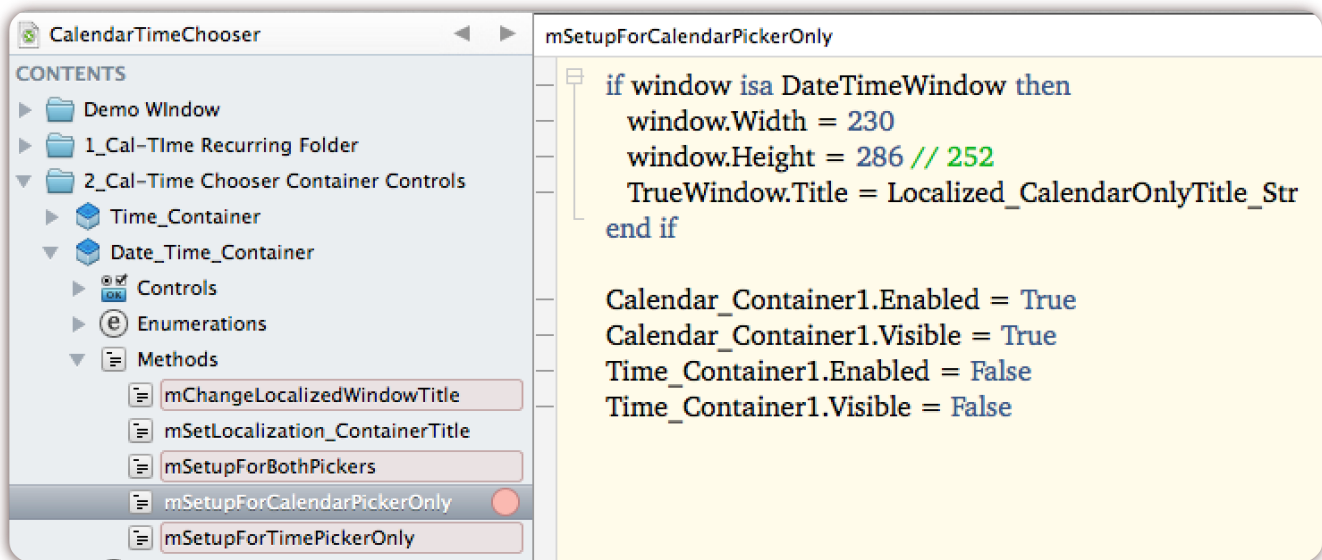 CalendarTimeChooser
CONTENTS
Demo WIndow
1_Cal-TIme Recurring Folder
2_Cal-Time Chooser Container Controls
Time_Container
Date_Time_Container
OK
Controls
e
Enumerations
Methods
mChangeLocalizedWindowTitle
mSetLocalization_ContainerTitle
mSetupForBothPickers
mSetupForCalendarPickerOnly
mSetupForTimePickerOnly
mSetupForCalendarPickerOnly
if window isa DateTimeWindow then
window.Width = 230
window.Height = 286 // 252
TrueWindow.Title = Localized_CalendarOnlyTitle_Str
end if
Calendar_Container1.Enabled = True
Calendar_Container1.Visible = True
Time_Container1.Enabled = False
Time_Container1.Visible = False